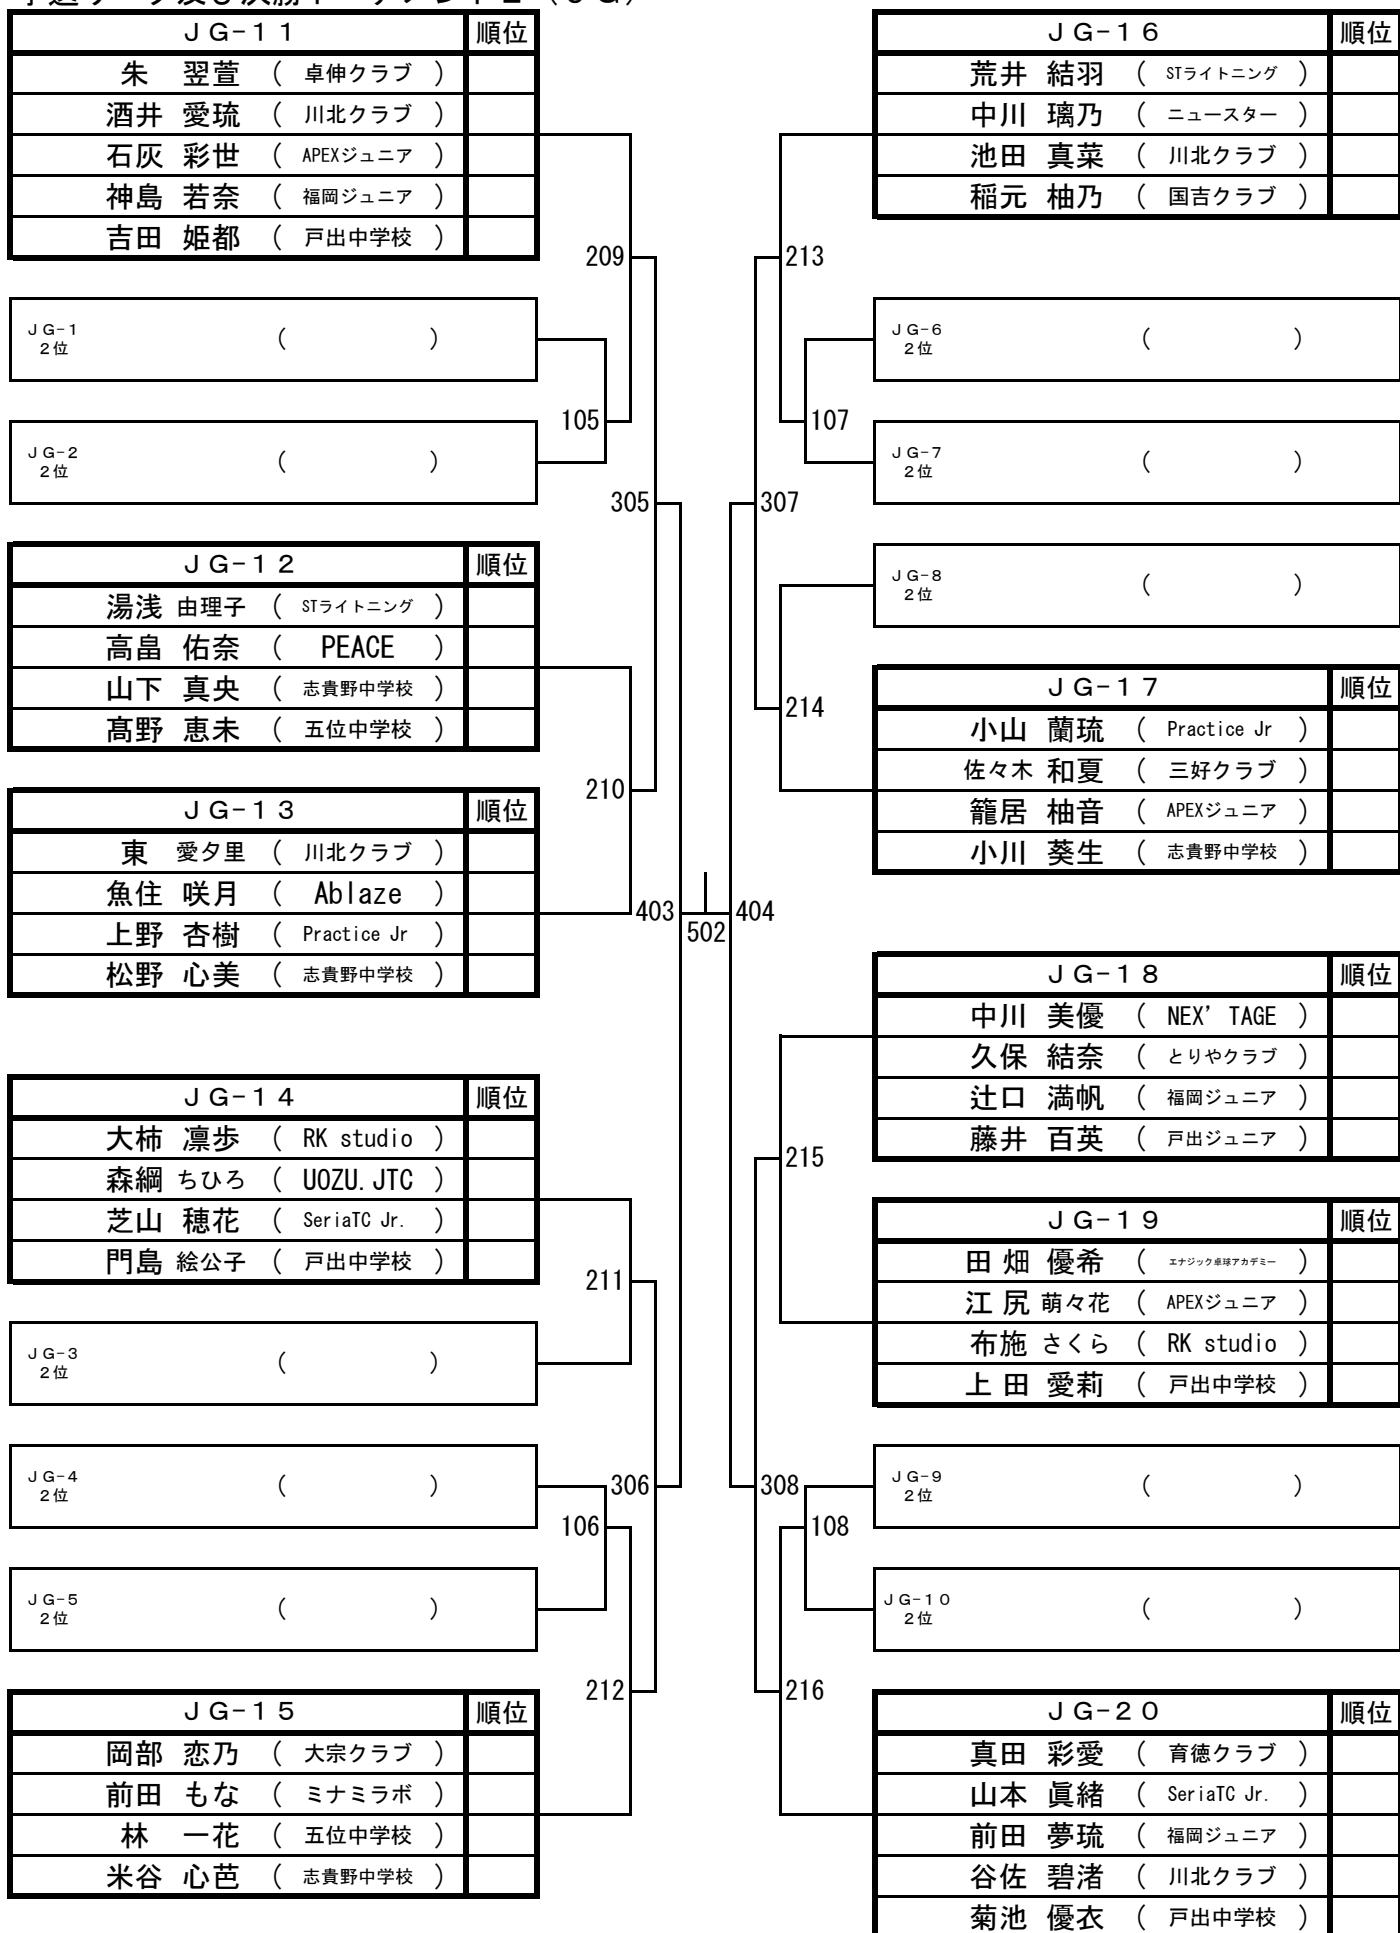 ＪＧ-１１ 順位
朱 翌萱 （ 卓伸クラブ ）
酒井 愛琉 （ 川北クラブ ）
石灰 彩世 （ APEXジュニア ）
神島 若奈 （ 福岡ジュニア ）
吉田 姫都 （ 戸出中学校 ）
209
ＪＧ-１
２位 （ ）
105
ＪＧ-２
２位 （ ）
305
ＪＧ-１２ 順位
湯浅 由理子 （ STライトニング ）
高畠 佑奈 （ PEACE ）
山下 真央 （ 志貴野中学校 ）
髙野 恵未 （ 五位中学校 ）
210
ＪＧ-１３ 順位
東 愛夕里 （ 川北クラブ ）
魚住 咲月 （ Ablaze ）
上野 杏樹 （ Practice Jr ）
松野 心美 （ 志貴野中学校 ）
403
502
ＪＧ-１４ 順位
大柿 凛歩 （ RK studio ）
森綱 ちひろ （ UOZU.JTC ）
芝山 穂花 （ SeriaTC Jr. ）
門島 絵公子 （ 戸出中学校 ）
211
ＪＧ-３
２位 （ ）
ＪＧ-４
２位 （ ）
306
106
ＪＧ-５
２位 （ ）
212
ＪＧ-１５ 順位
岡部 恋乃 （ 大宗クラブ ）
前田 もな （ ミナミラボ ）
林 一花 （ 五位中学校 ）
米谷 心芭 （ 志貴野中学校 ）
ＪＧ-１６ 順位
荒井 結羽 （ STライトニング ）
中川 璃乃 （ ニュースター ）
池田 真菜 （ 川北クラブ ）
稲元 柚乃 （ 国吉クラブ ）
213
ＪＧ-６
２位 （ ）
107
ＪＧ-７
２位 （ ）
307
ＪＧ-８
２位 （ ）
214
ＪＧ-１７ 順位
小山 蘭琉 （ Practice Jr ）
佐々木 和夏 （ 三好クラブ ）
籠居 柚音 （ APEXジュニア ）
小川 葵生 （ 志貴野中学校 ）
404
ＪＧ-１８ 順位
中川 美優 （ NEX’TAGE ）
久保 結奈 （ とりやクラブ ）
辻口 満帆 （ 福岡ジュニア ）
藤井 百英 （ 戸出ジュニア ）
215
ＪＧ-１９ 順位
田畑 優希 （ エナジック卓球アカデミー ）
江尻 萌々花 （ APEXジュニア ）
布施 さくら （ RK studio ）
上田 愛莉 （ 戸出中学校 ）
308
ＪＧ-９
２位 （ ）
108
ＪＧ-１０
２位 （ ）
216
ＪＧ-２０ 順位
真田 彩愛 （ 育徳クラブ ）
山本 眞緒 （ SeriaTC Jr. ）
前田 夢琉 （ 福岡ジュニア ）
谷佐 碧渚 （ 川北クラブ ）
菊池 優衣 （ 戸出中学校 ）